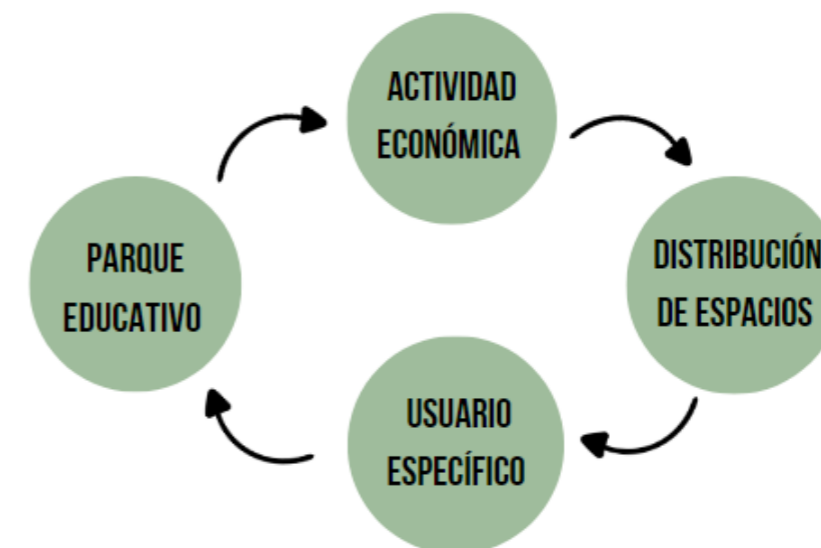 ACTIVIDAD
ECONÓMICA
DISTRIBUCIÓN
DE ESPACIOS
USUARIO
ESPECÍFICO
PARQUE
EDUCATIVO